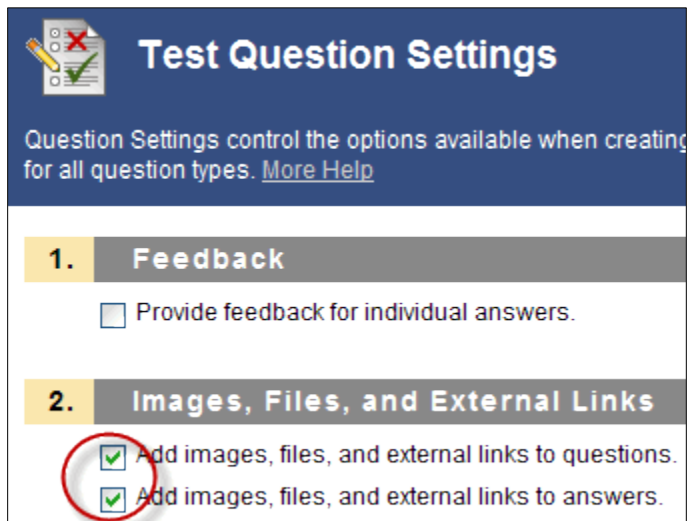 Test Question Settings
Question Settings control the options available when creating
for all question types. More Help
1. Feedback
Provide feedback for individual answers.
2. Images, Files, and External Links
Add images, files, and external links to questions.
Add images, files, and external links to answers.